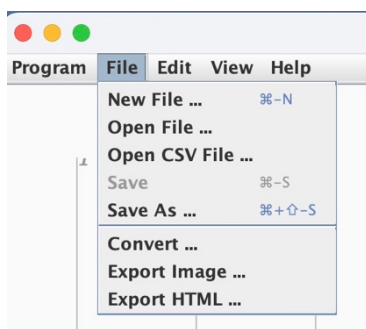 Program File Edit View Help
New File ... ⌘-N
Open File ...
Open CSV File ...
Save ⌘-S
Save As ... ⌘+⇧-S
Convert ...
Export Image ...
Export HTML ...